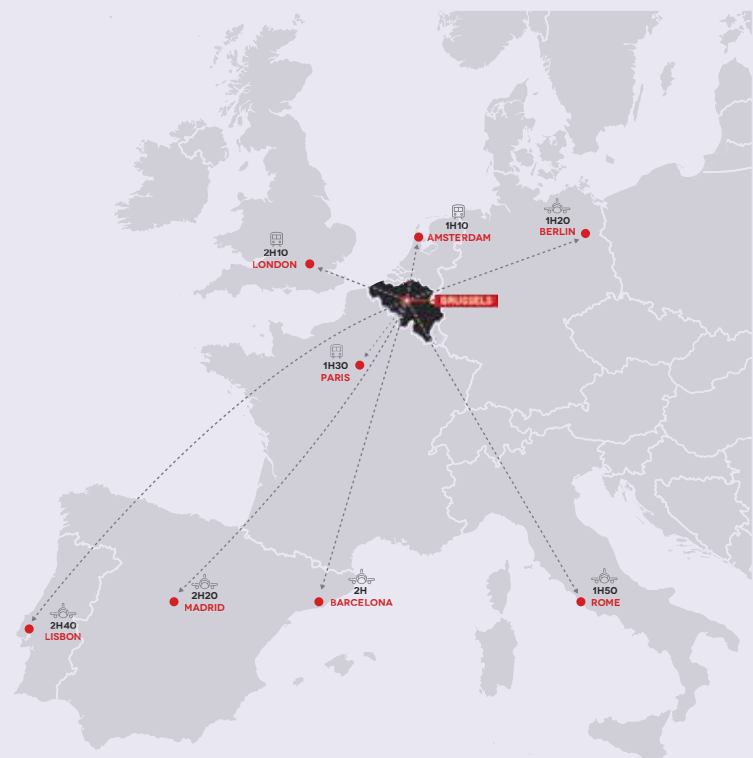 1H10
AMSTERDAM
1H20
BERLIN
2H10
LONDON
BRUSSELS
1H30
PARIS
2H40
LISBON
2H20
MADRID
2H
BARCELONA
1H50
ROME